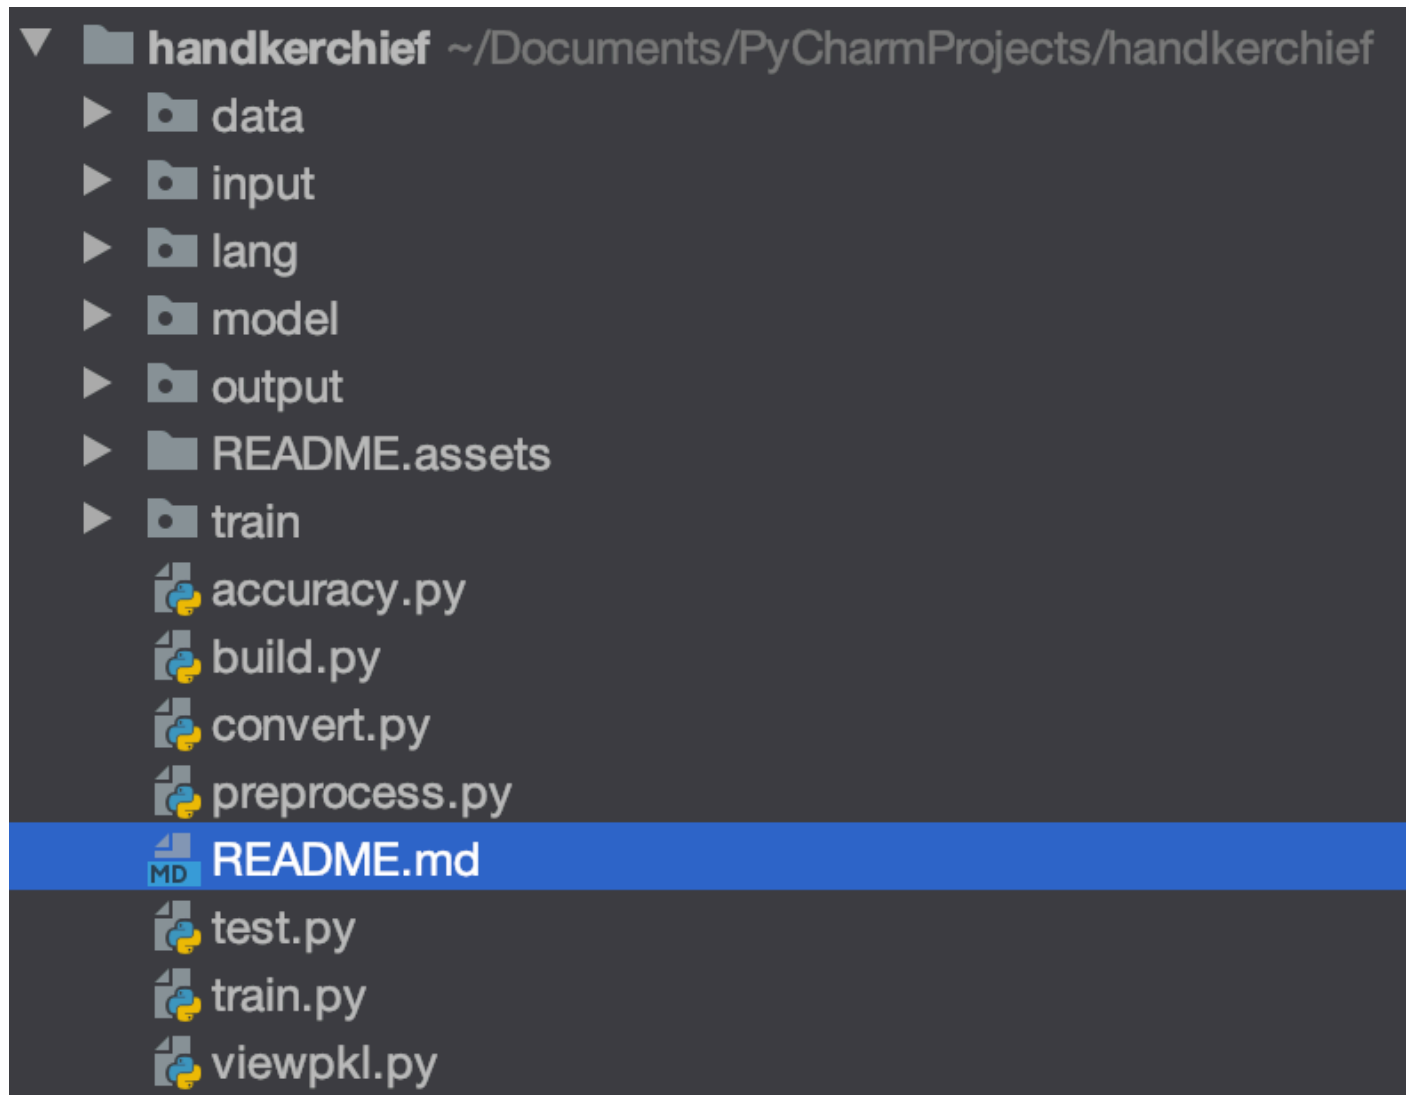 handkerchief ~/Documents/PyCharmProjects/handkerchief
data
input
lang
model
output
README.assets
train
accuracy.py
build.py
convert.py
preprocess.py
MD README.md
test.py
train.py
viewpkl.py